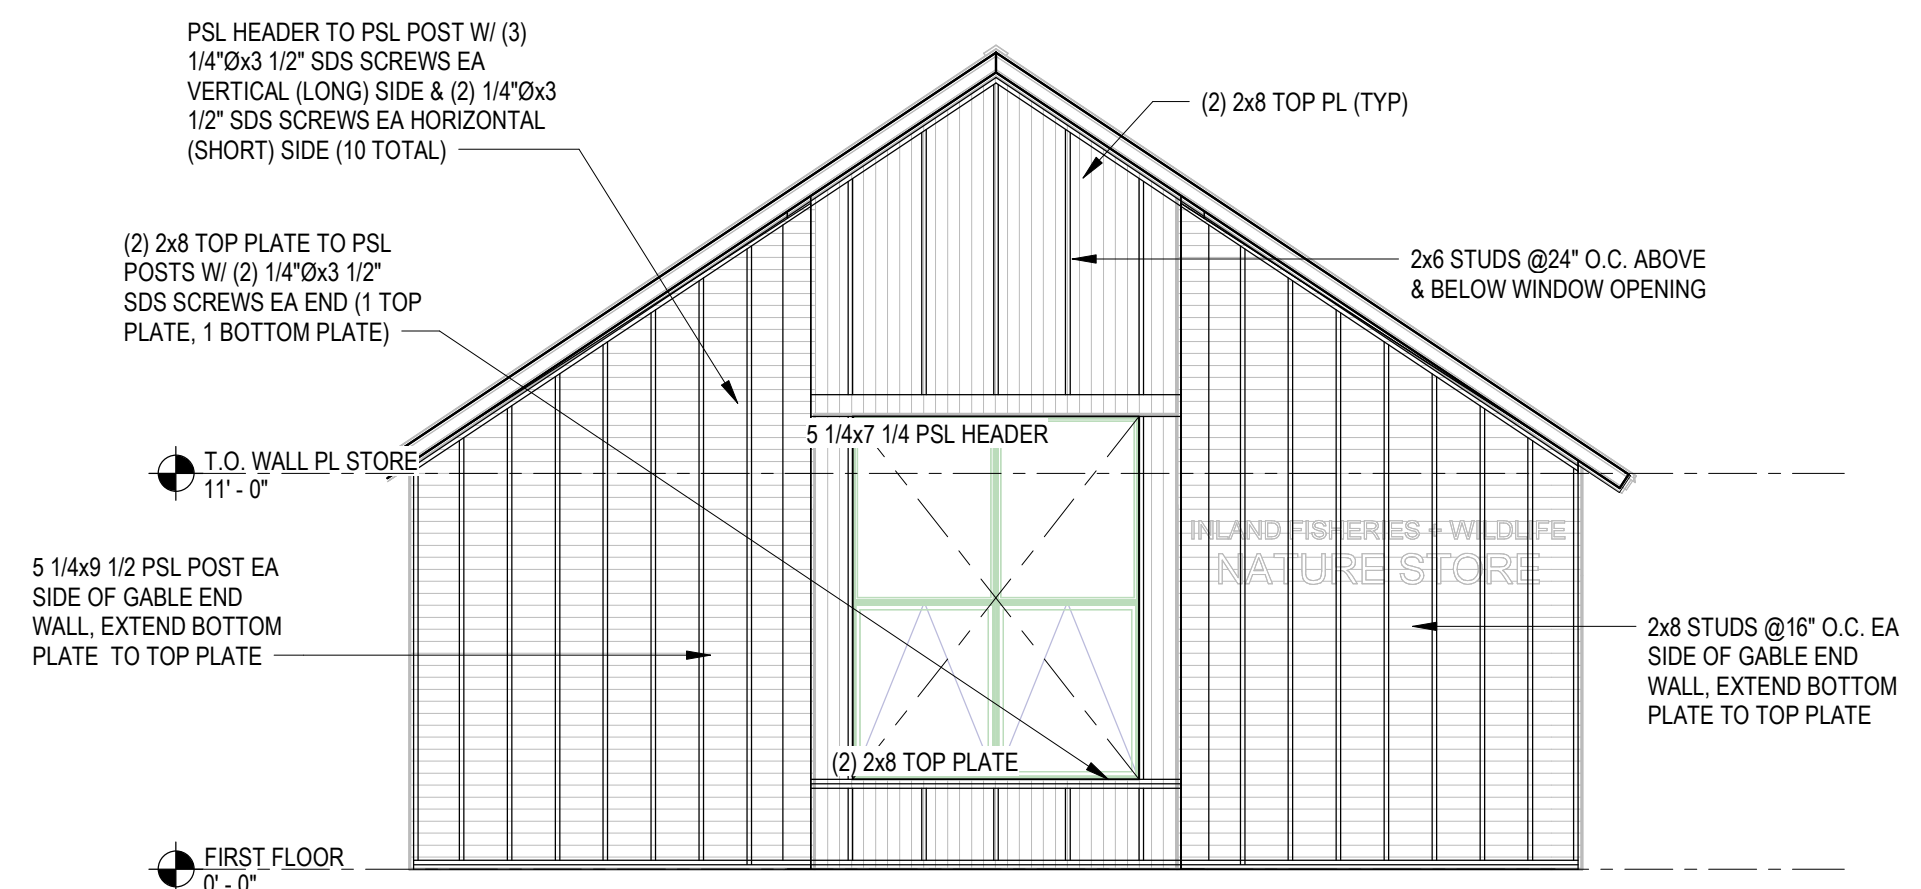 PSL HEADER TO PSL POST W/ (3)
1/4"Øx3 1/2" SDS SCREWS EA
VERTICAL (LONG) SIDE & (2) 1/4"Øx3
1/2" SDS SCREWS EA HORIZONTAL
(SHORT) SIDE (10 TOTAL)
(2) 2x8 TOP PL (TYP)
(2) 2x8 TOP PLATE TO PSL
POSTS W/ (2) 1/4"Øx3 1/2"
SDS SCREWS EA END (1 TOP
PLATE, 1 BOTTOM PLATE)
2x6 STUDS @24" O.C. ABOVE
& BELOW WINDOW OPENING
5 1/4x7 1/4 PSL HEADER
T.O. WALL PL STORE
11' - 0"
INLAND FISHERIES + WILDLIFE
NATURE STORE
5 1/4x9 1/2 PSL POST EA
SIDE OF GABLE END
WALL, EXTEND BOTTOM
PLATE TO TOP PLATE
2x8 STUDS @16" O.C. EA
SIDE OF GABLE END
WALL, EXTEND BOTTOM
PLATE TO TOP PLATE
(2) 2x8 TOP PLATE
FIRST FLOOR
0' - 0"